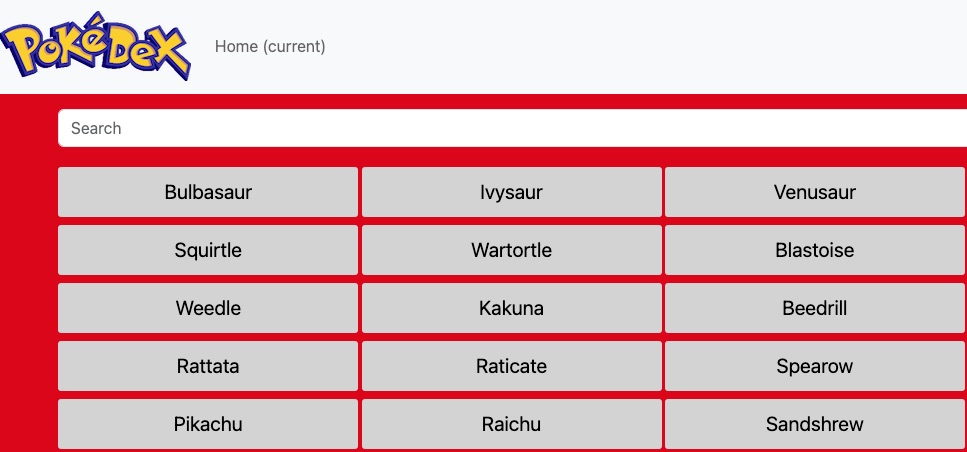 PokéDex
Home (current)
Search
Bulbasaur Ivysaur Venusaur
Squirtle Wartortle Blastoise
Weedle Kakuna Beedrill
Rattata Raticate Spearow
Pikachu Raichu Sandshrew